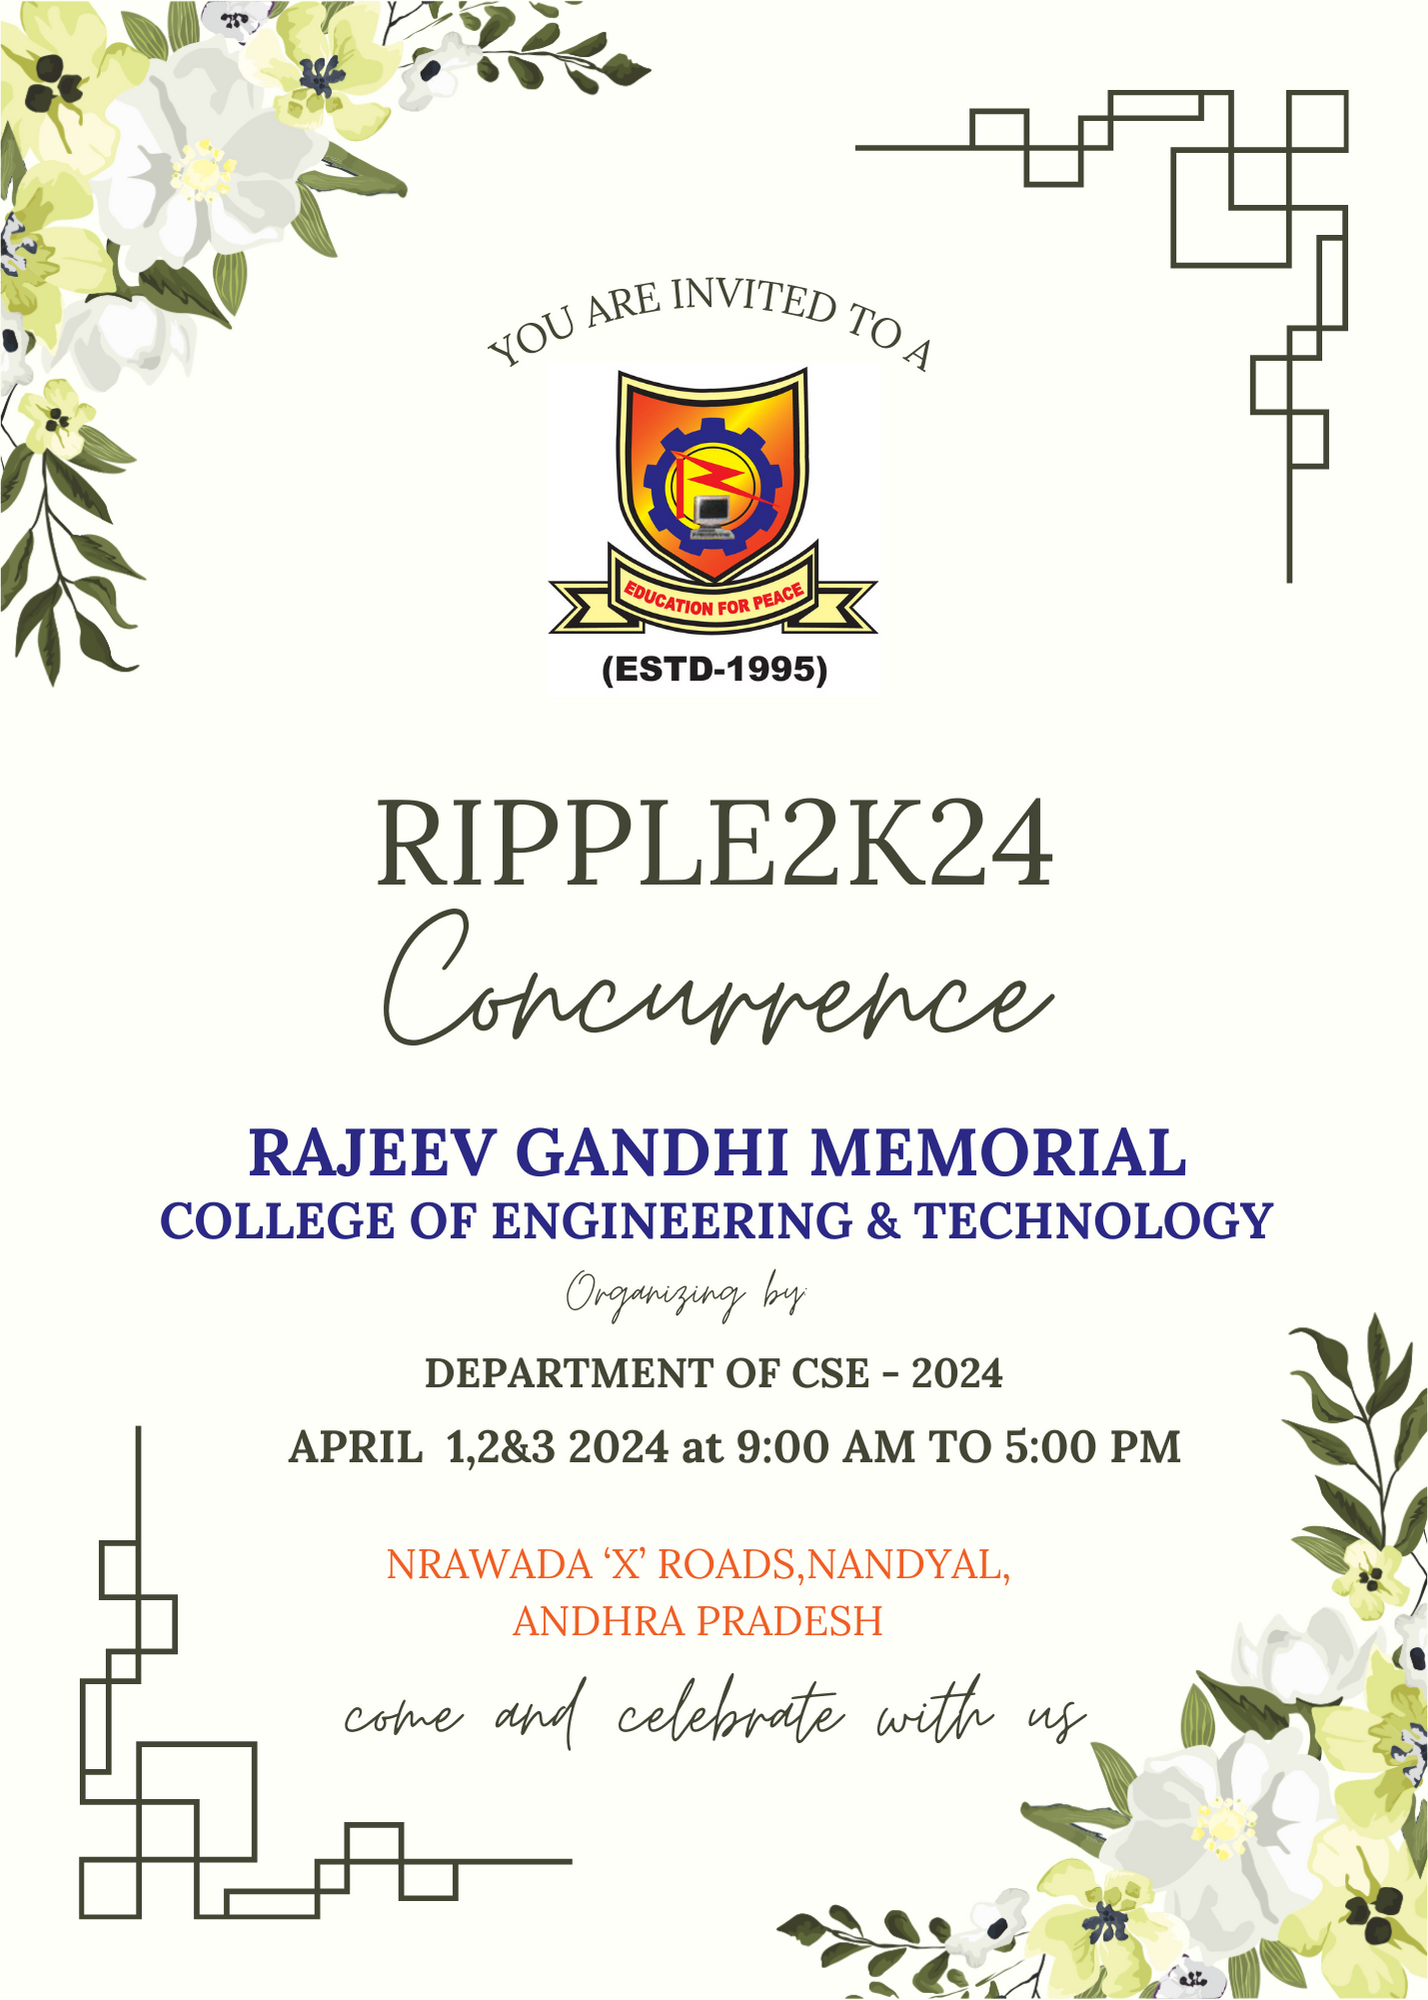 YOU ARE INVITED TO A
EDUCATION FOR PEACE
(ESTD-1995)
RIPPLE2K24
Concurrence
RAJEEV GANDHI MEMORIAL
COLLEGE OF ENGINEERING & TECHNOLOGY
Organizing by:
DEPARTMENT OF CSE - 2024
APRIL 1,2&3 2024 at 9:00 AM TO 5:00 PM
NRAWADA ‘X’ ROADS,NANDYAL,
ANDHRA PRADESH
come and celebrate with us